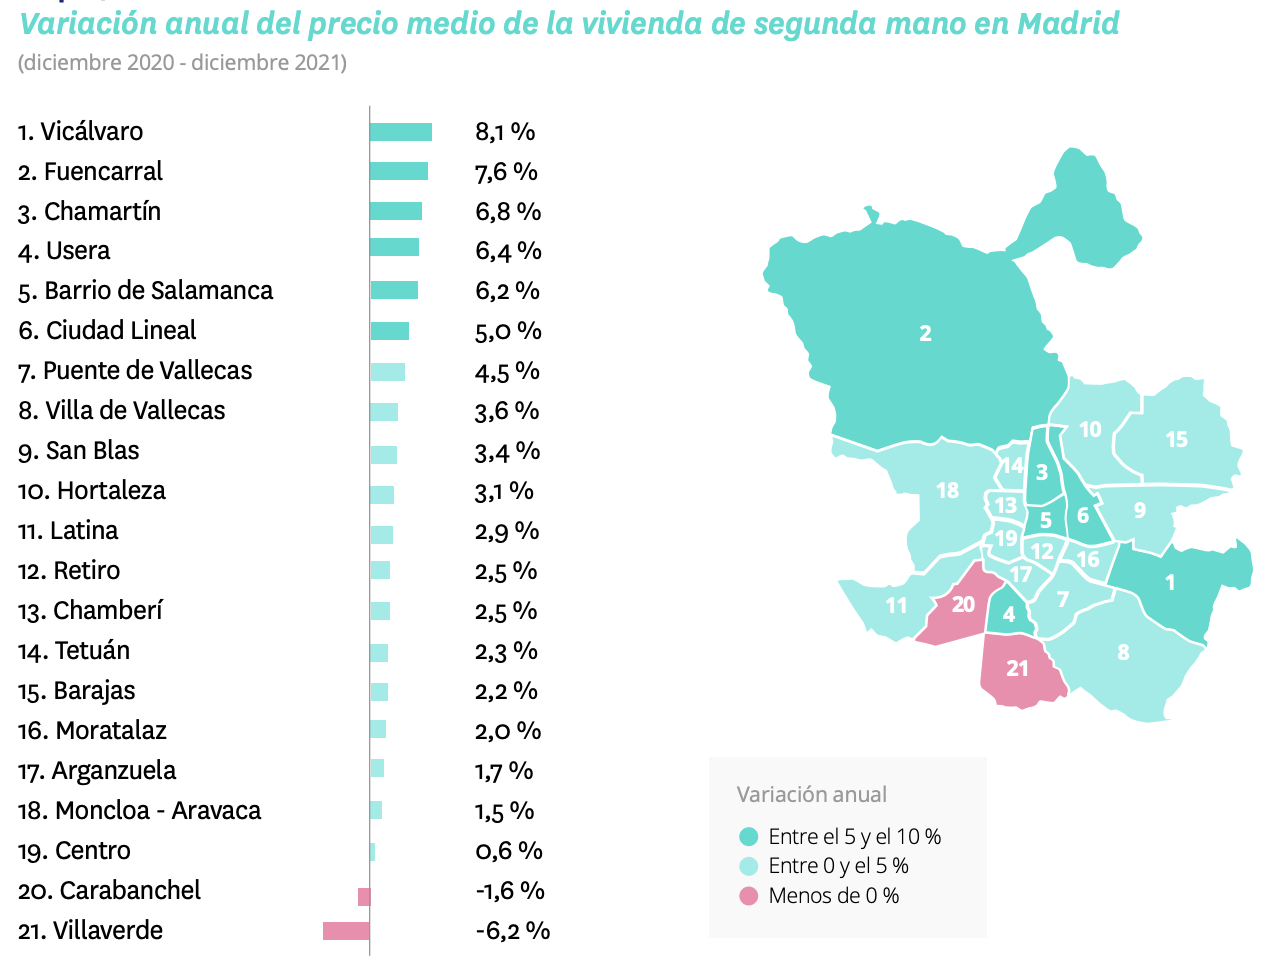 Variación anual del precio medio de la vivienda de segunda mano en Madrid
(diciembre 2020 - diciembre 2021)
1. Vicálvaro 8,1 %
2. Fuencarral 7,6 %
3. Chamartín 6,8 %
4. Usera 6,4 %
5. Barrio de Salamanca 6,2 %
6. Ciudad Lineal 5,0 %
7. Puente de Vallecas 4,5 %
8. Villa de Vallecas 3,6 %
9. San Blas 3,4 %
10. Hortaleza 3,1 %
11. Latina 2,9 %
12. Retiro 2,5 %
13. Chamberí 2,5 %
14. Tetuán 2,3 %
15. Barajas 2,2 %
16. Moratalaz 2,0 %
17. Arganzuela 1,7 %
18. Moncloa - Aravaca 1,5 %
19. Centro 0,6 %
20. Carabanchel -1,6 %
21. Villaverde -6,2 %
2
10
15
14
3
18
13
9
5
6
19
12
16
17
1
11
20
7
4
8
21
Variación anual
Entre el 5 y el 10 %
Entre 0 y el 5 %
Menos de 0 %